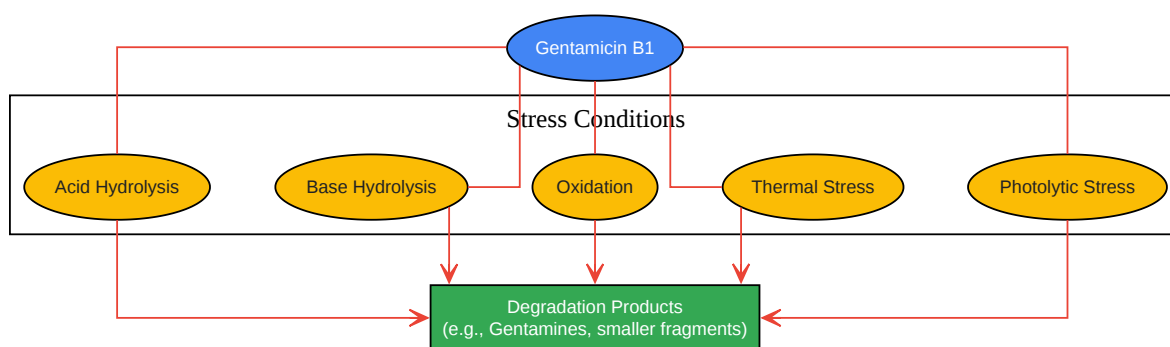 Gentamicin B1
Stress Conditions
Acid Hydrolysis
Base Hydrolysis
Oxidation
Thermal Stress
Photolytic Stress
Degradation Products
(e.g., Gentamines, smaller fragments)